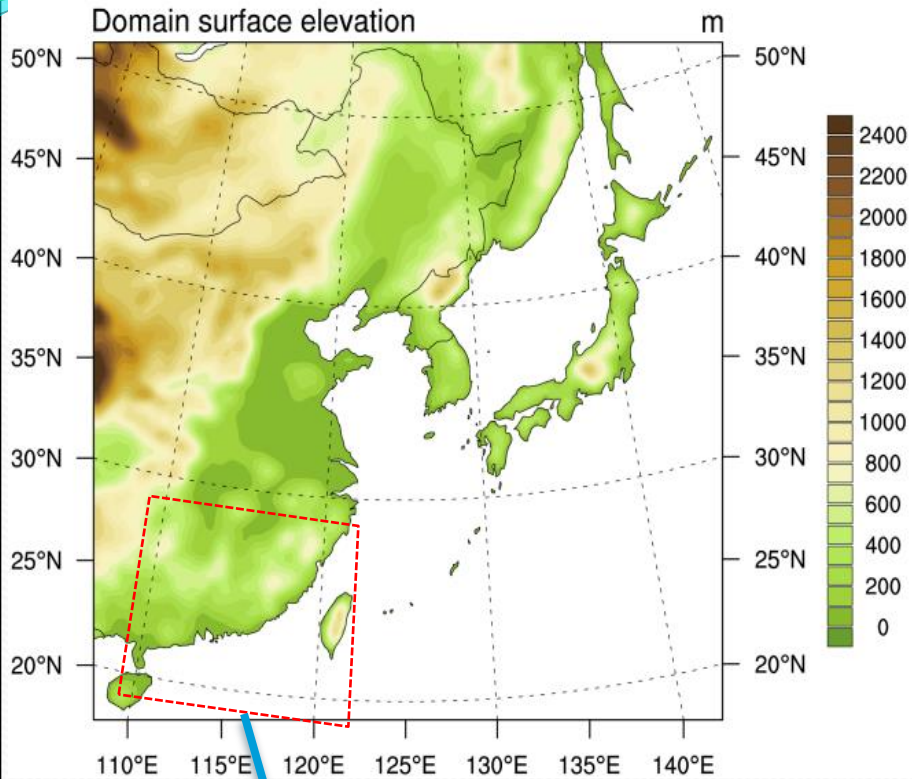 Domain surface elevation m
50°N 50°N
45°N 45°N
40°N 40°N
35°N 35°N
30°N 30°N
25°N 25°N
20°N 20°N
110°E 115°E 120°E 125°E 130°E 135°E 140°E
2400
2200
2000
1800
1600
1400
1200
1000
800
600
400
200
0